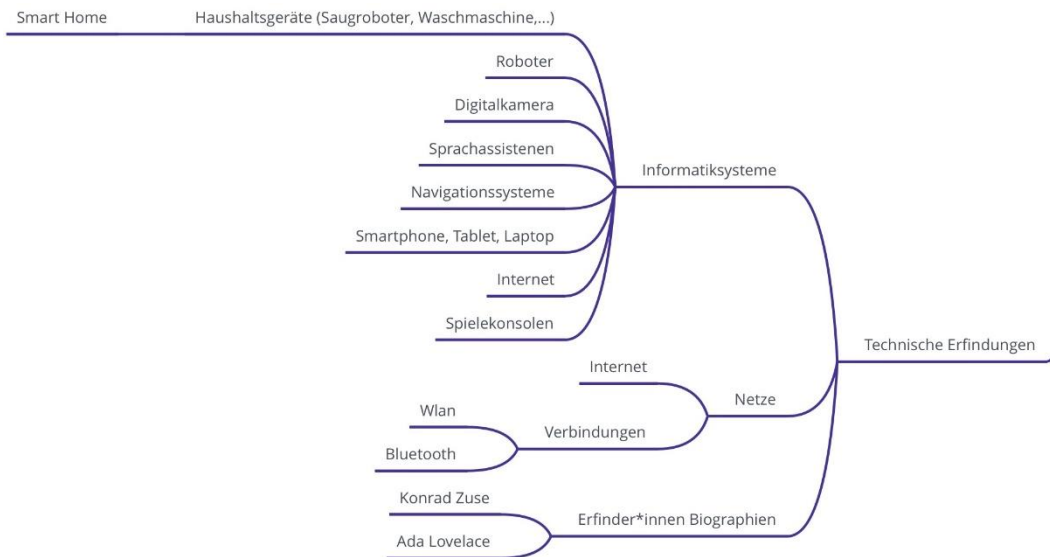 Smart Home
Haushaltsgeräte (Saugroboter, Waschmaschine,...)
Roboter
Digitalkamera
Sprachassistenen
Informatiksysteme
Navigationssysteme
Smartphone, Tablet, Laptop
Internet
Spielekonsolen
Technische Erfindungen
Internet
Netze
Wlan
Verbindungen
Bluetooth
Konrad Zuse
Erfinder*innen Biographien
Ada Lovelace